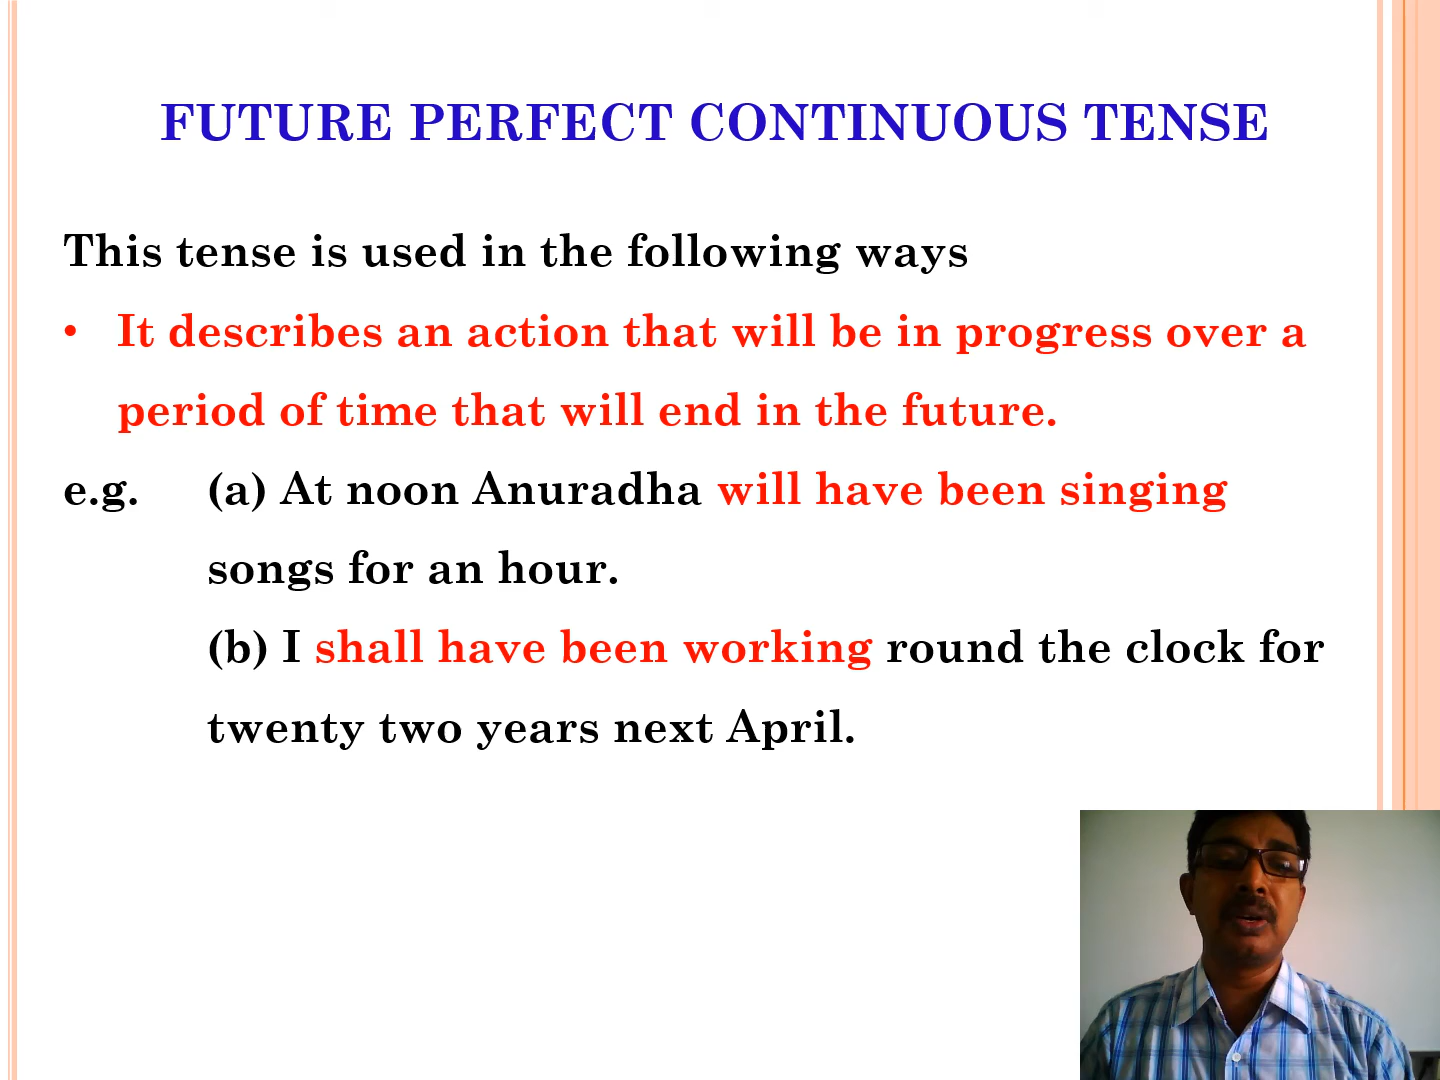 FUTURE PERFECT CONTINUOUS TENSE
This tense is used in the following ways
• It describes an action that will be in progress over a
period of time that will end in the future.
e.g. (a) At noon Anuradha will have been singing
songs for an hour.
(b) I shall have been working round the clock for
twenty two years next April.